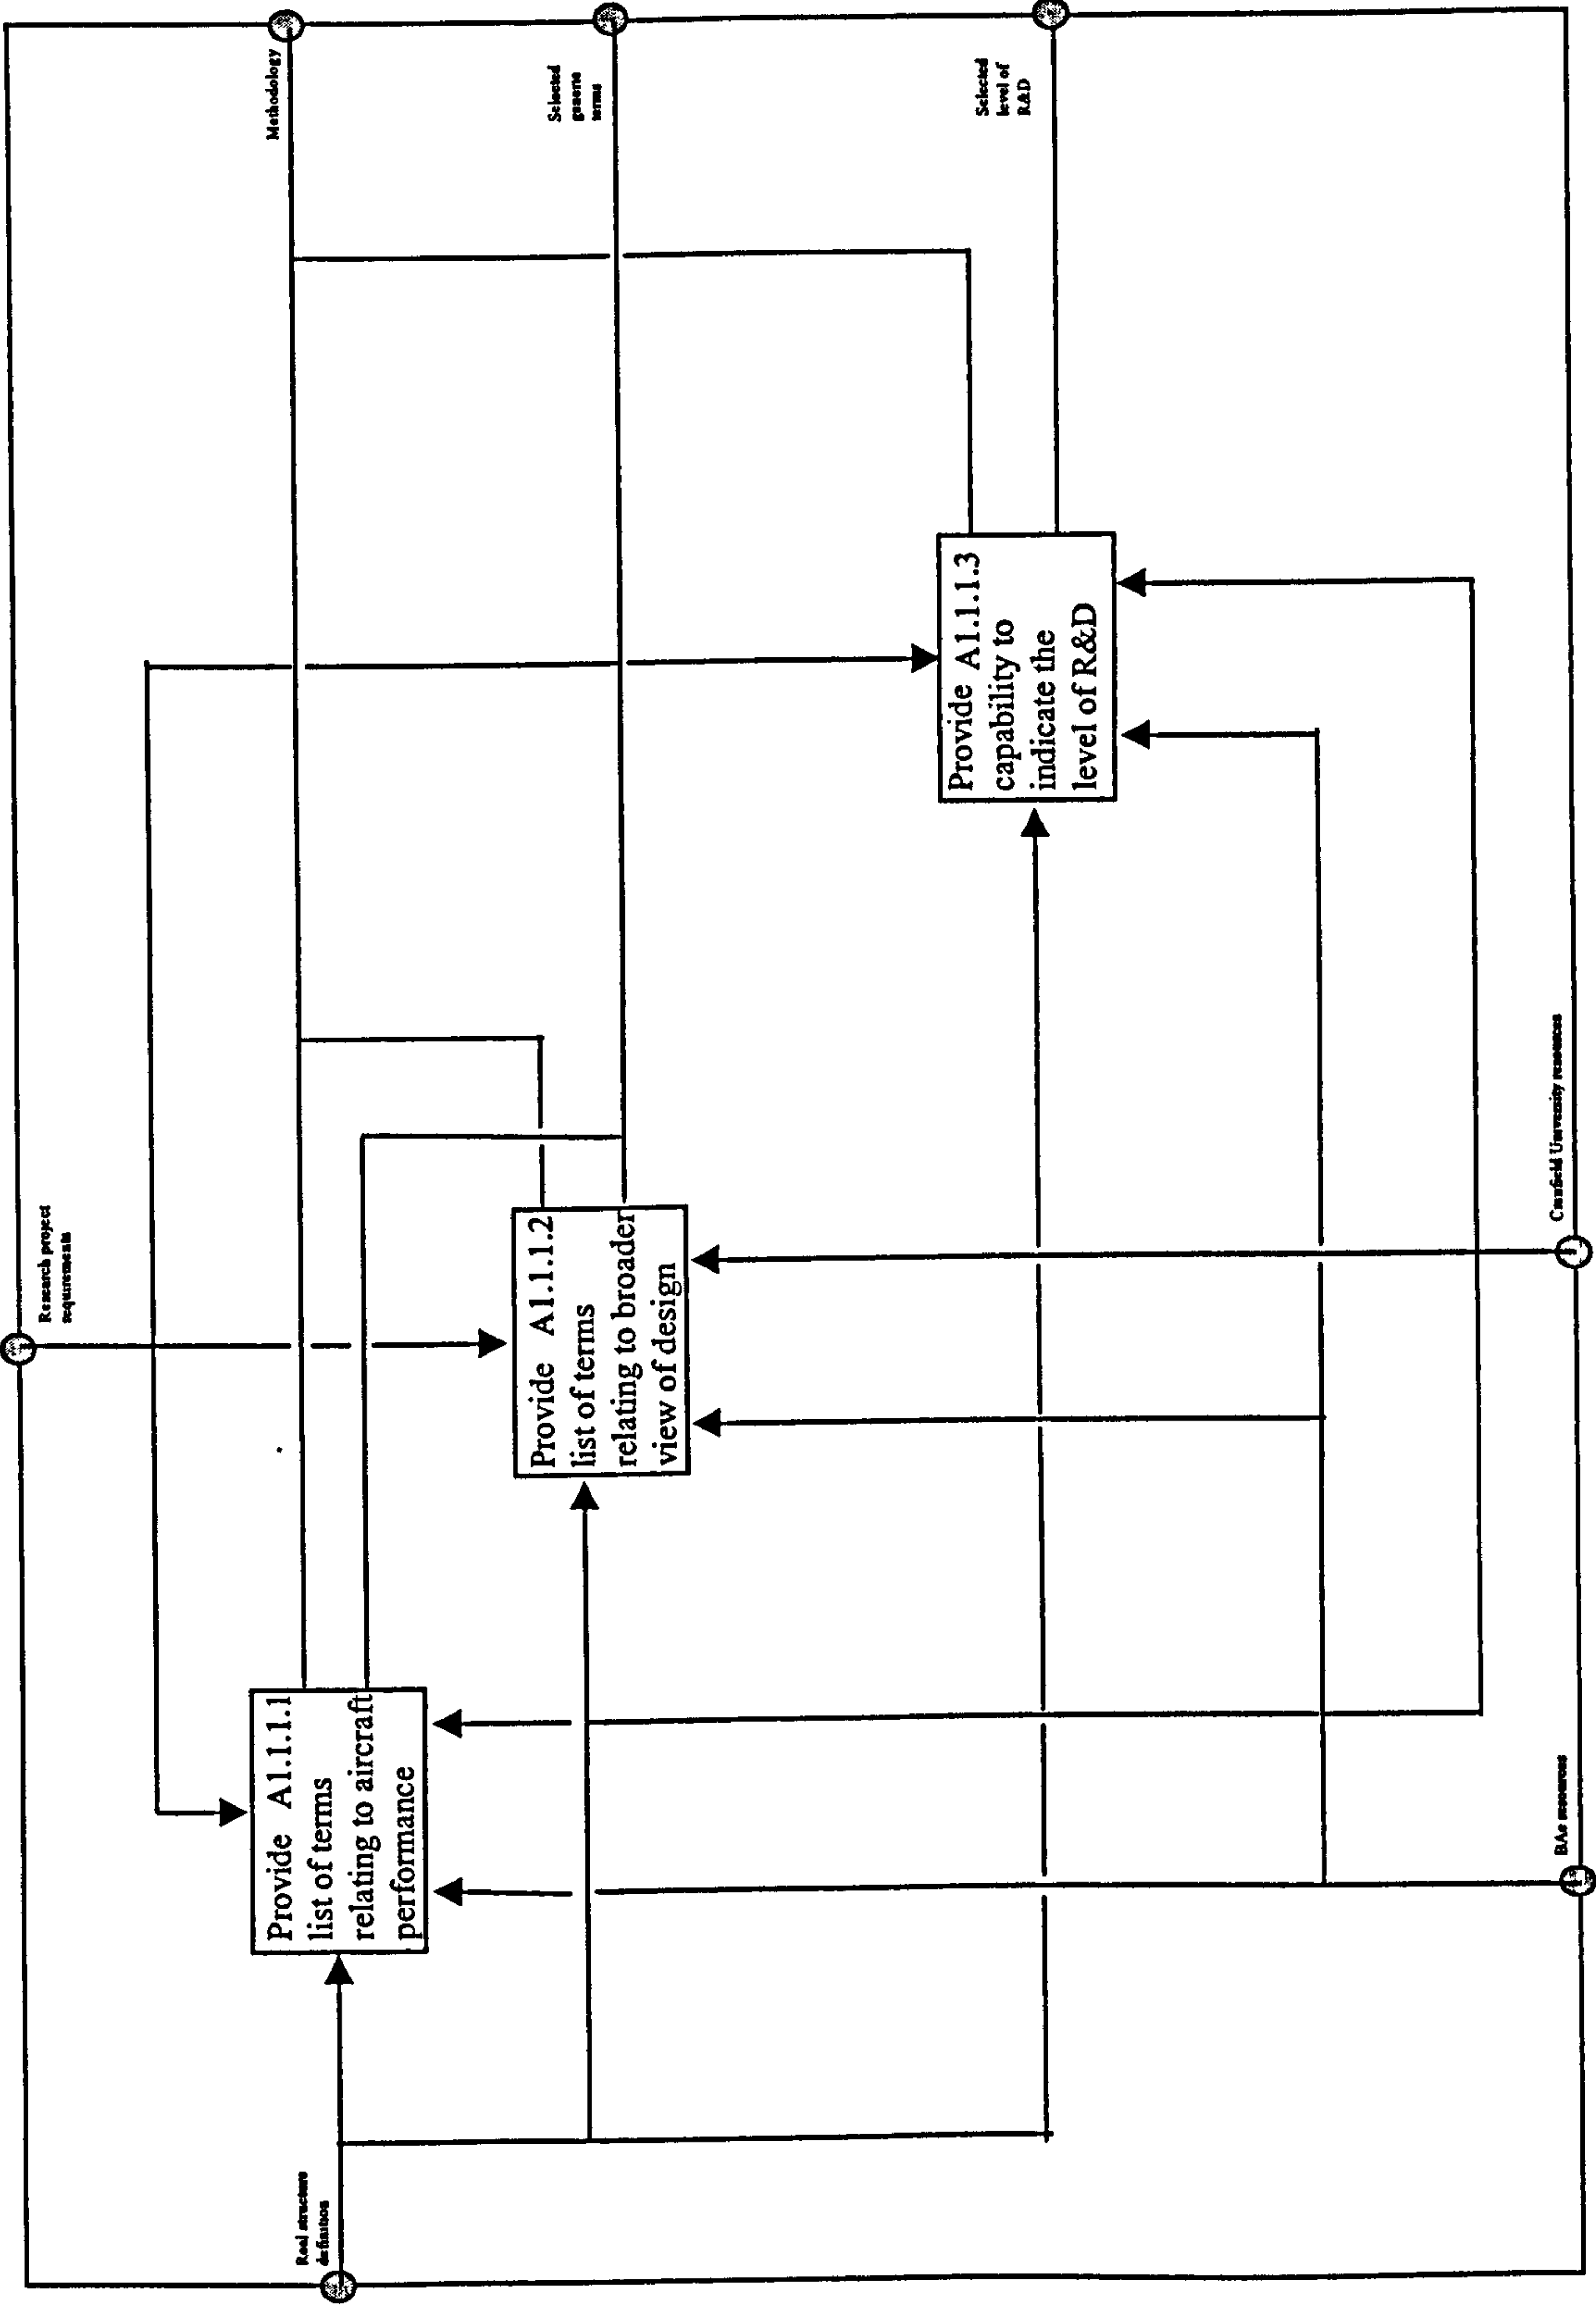 Research project
requirements
Real structure
definition
Provide A1.1.1.1
list of terms
relating to aircraft
performance
Provide A1.1.1.2
list of terms
relating to broader
view of design
Provide A1.1.1.3
capability to
indicate the
level of R&D
Methodology
Selected
generic
terms
Selected
level of
R&D
BAe resources
Cranfield University resources